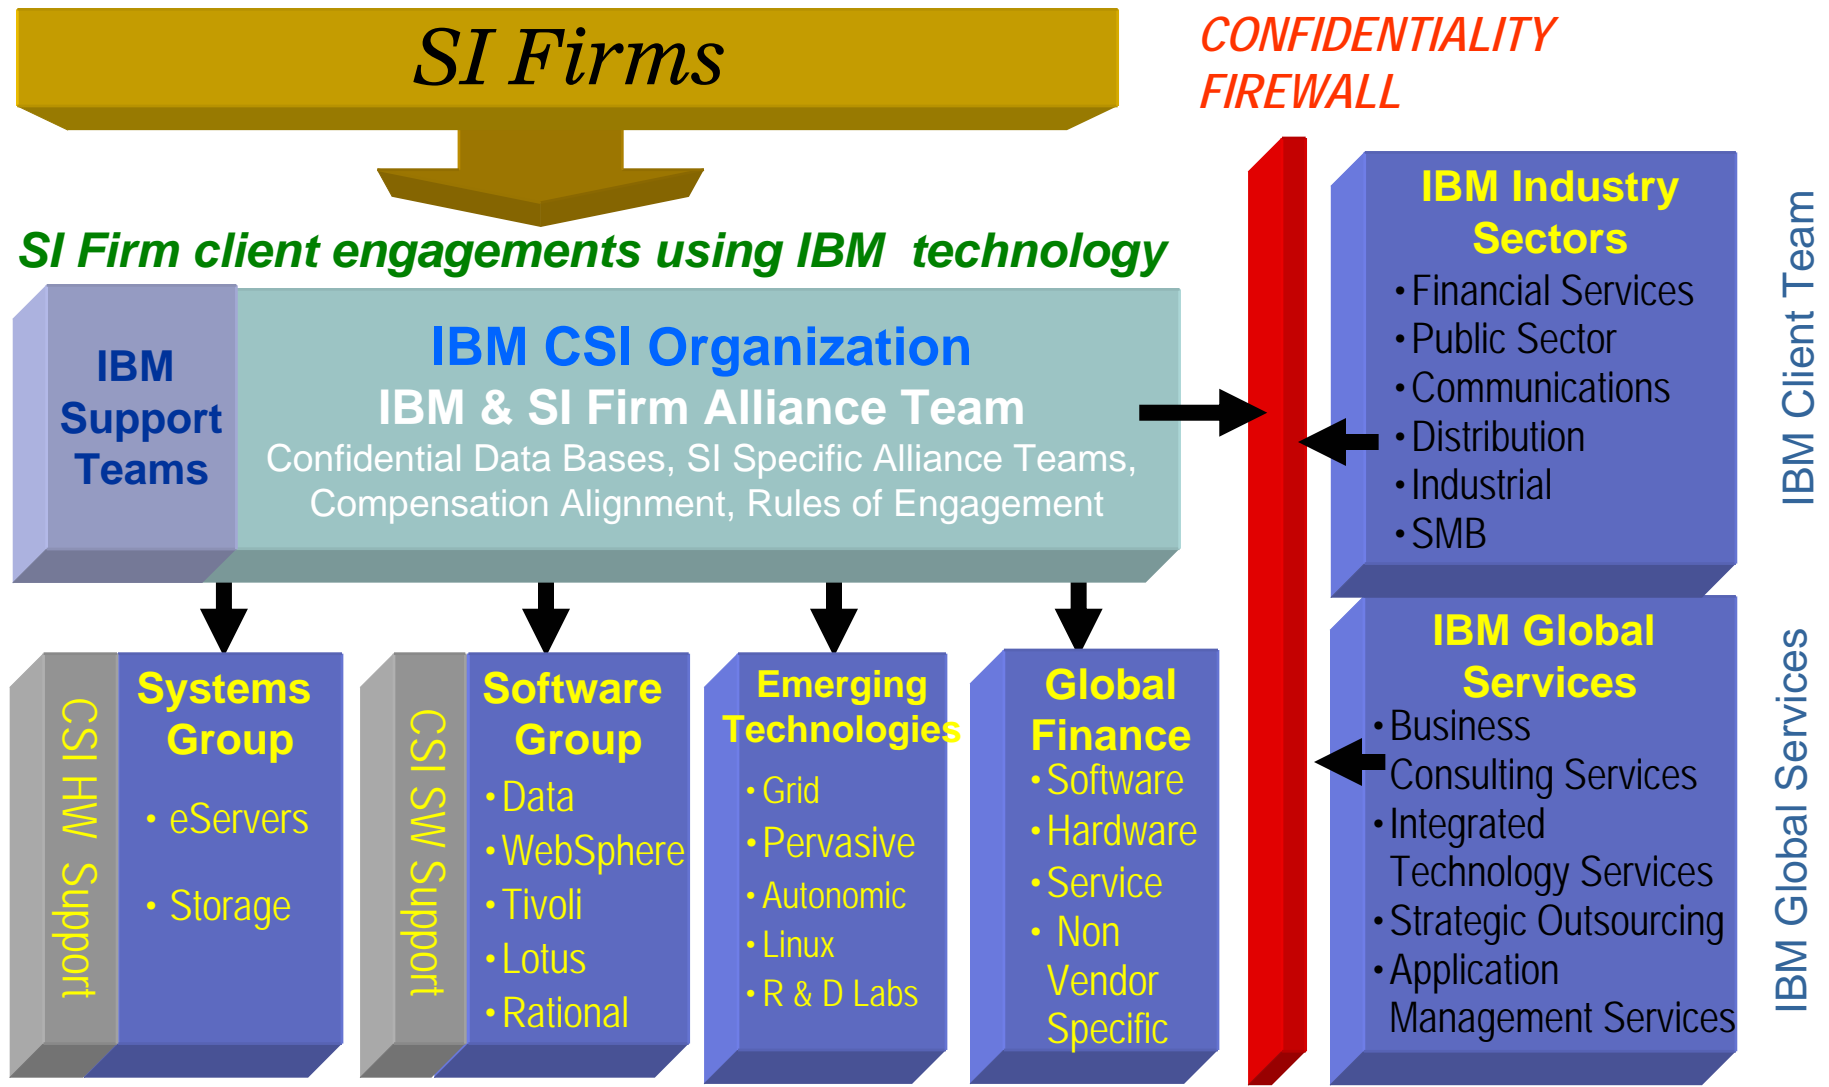 SI Firms
CONFIDENTIALITY
FIREWALL
SI Firm client engagements using IBM  technology
IBM
Support
Teams
IBM CSI Organization
IBM & SI Firm Alliance Team
Confidential Data Bases, SI Specific Alliance Teams,
Compensation Alignment, Rules of Engagement
IBM Industry
Sectors
• Financial Services
• Public Sector
• Communications
• Distribution
• Industrial
• SMB
IBM Client Team
CSI HW Support
Systems
Group
• eServers
• Storage
CSI SW Support
Software
Group
• Data
• WebSphere
• Tivoli
• Lotus
• Rational
Emerging
Technologies
• Grid
• Pervasive
• Autonomic
• Linux
• R & D Labs
Global
Finance
• Software
• Hardware
• Service
• Non
Vendor
Specific
IBM Global
Services
• Business
Consulting Services
• Integrated
Technology Services
• Strategic Outsourcing
• Application
Management Services
IBM Global Services